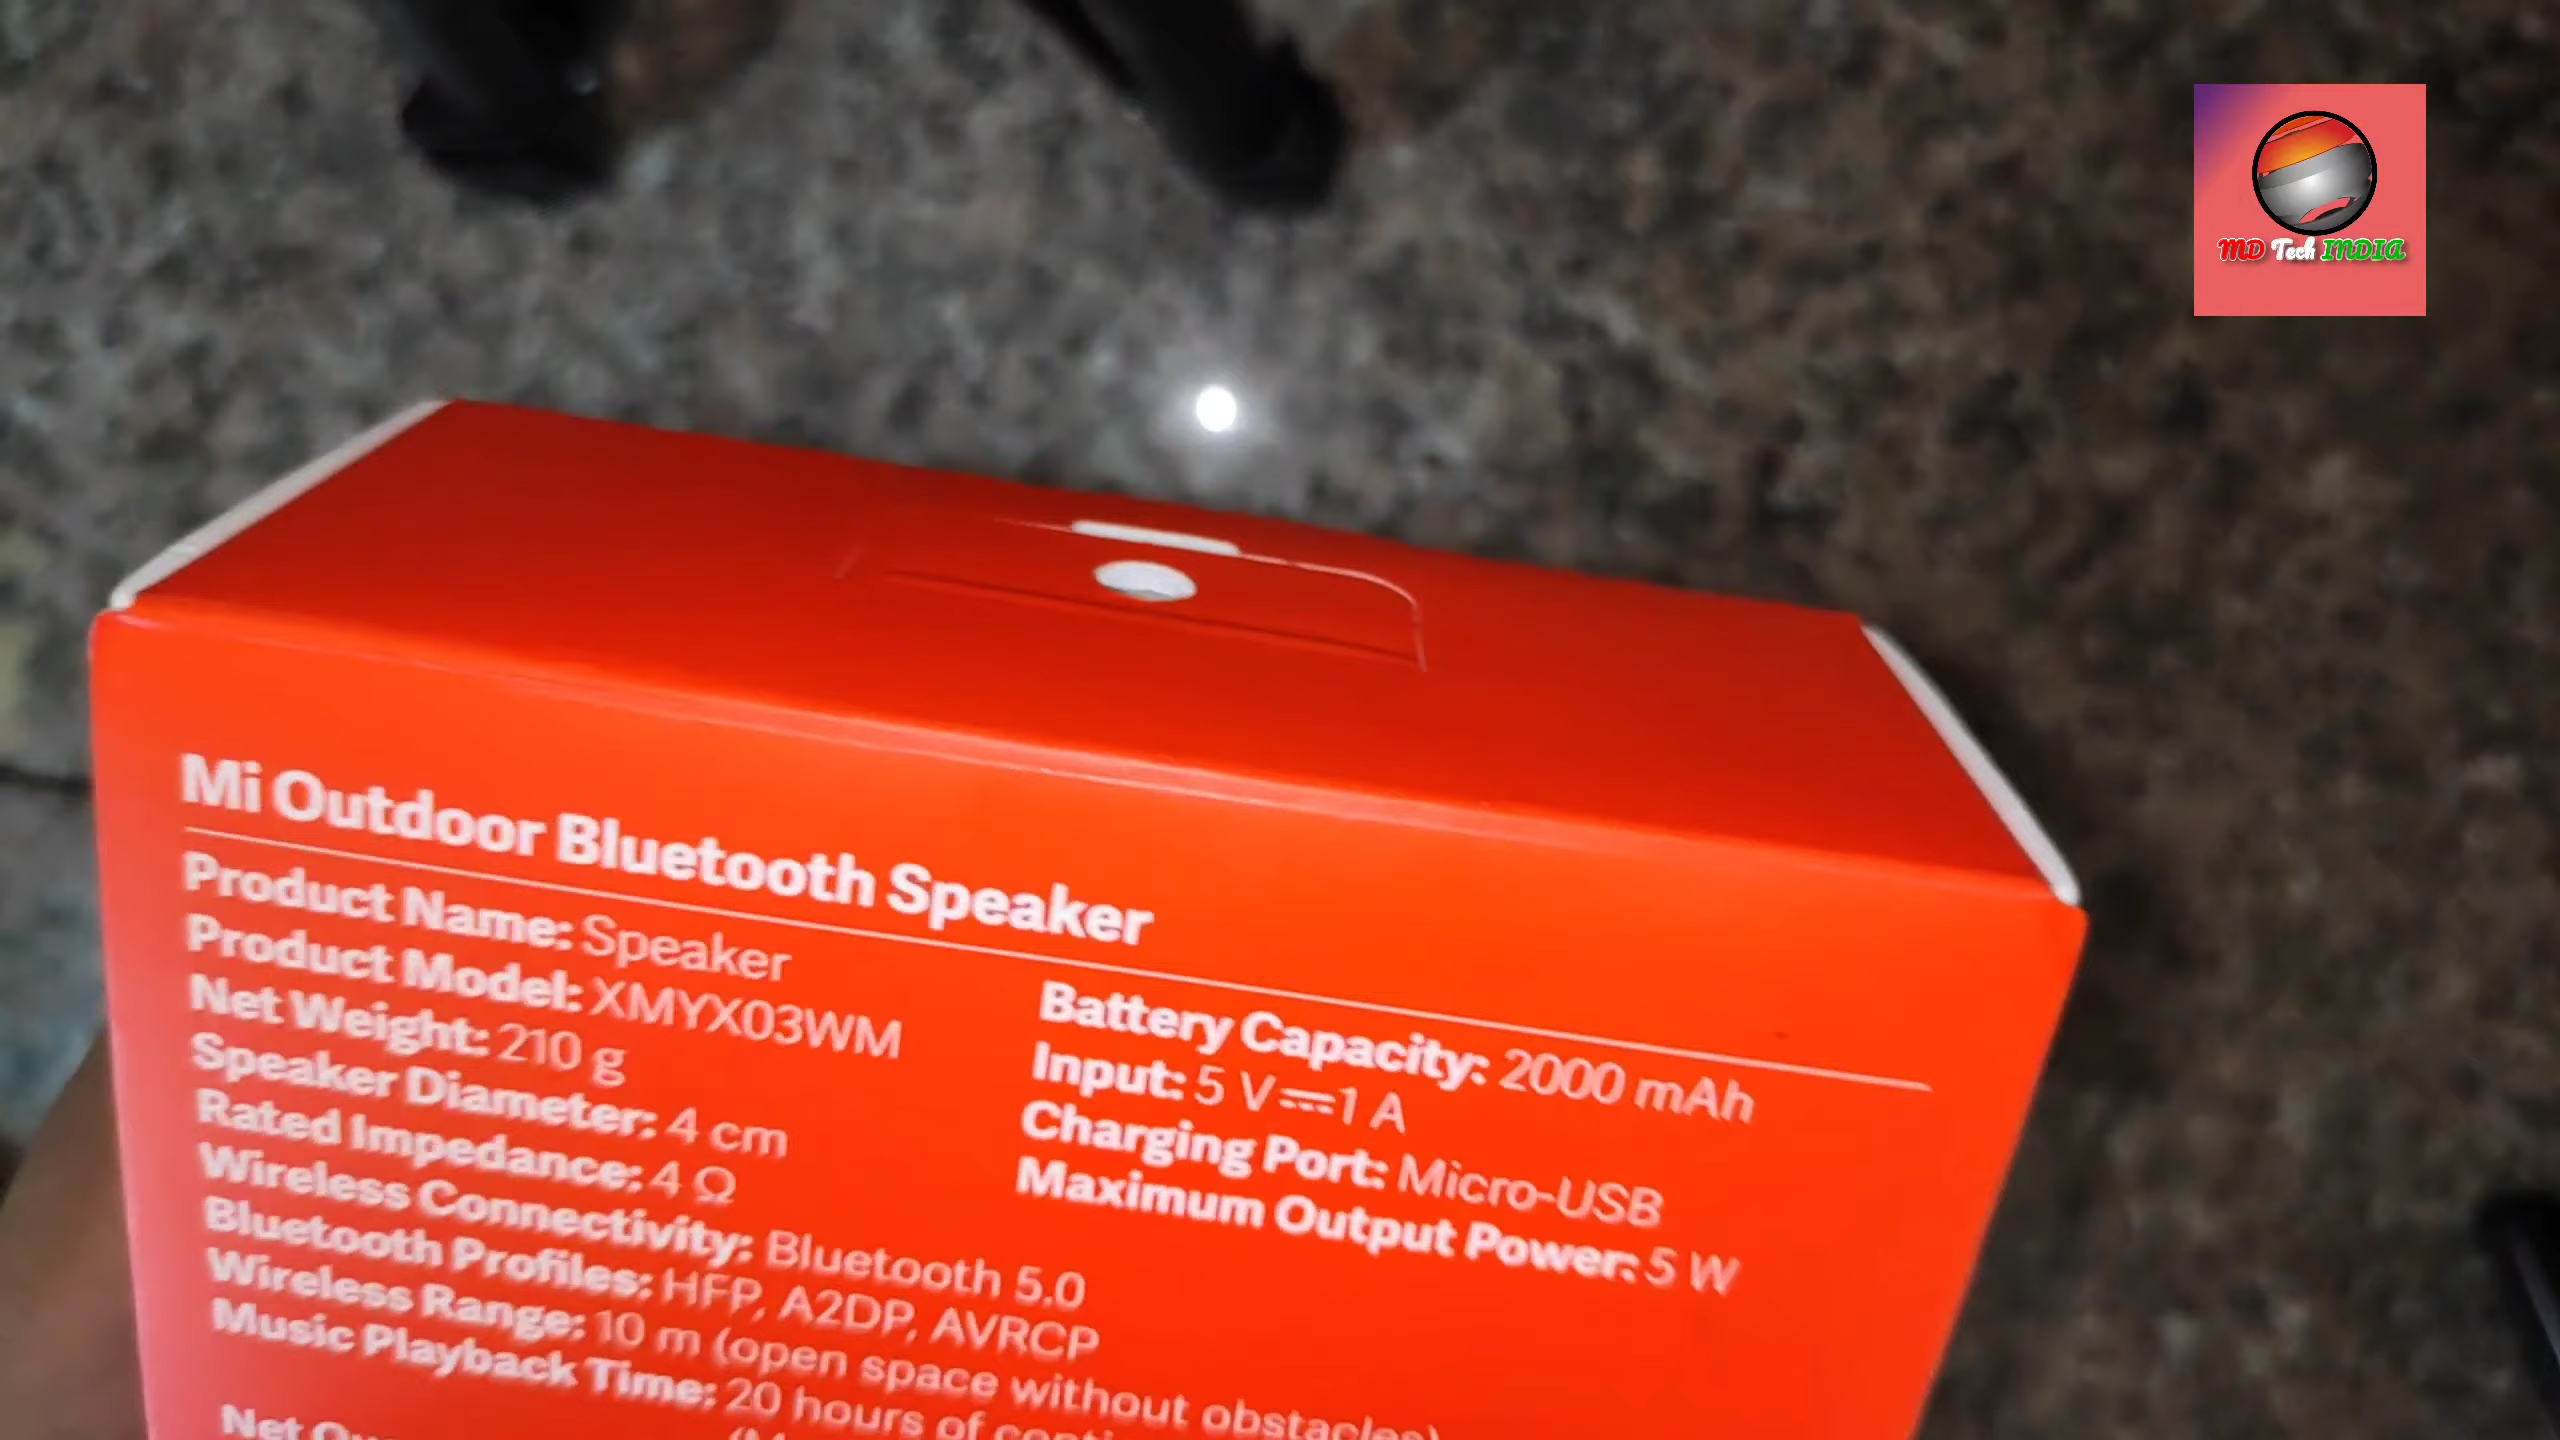 MD Tech INDIA
Mi Outdoor Bluetooth Speaker
Product Name: Speaker
Product Model: XMYX03WM
Net Weight: 210 g
Speaker Diameter: 4 cm
Rated Impedance: 4 Ω
Wireless Connectivity: Bluetooth 5.0
Bluetooth Profiles: HFP, A2DP, AVRCP
Wireless Range: 10 m (open space without obstacles)
Music Playback Time: 20 hours of
Net
Battery Capacity: 2000 mAh
Input: 5 V⎓1 A
Charging Port: Micro-USB
Maximum Output Power: 5 W